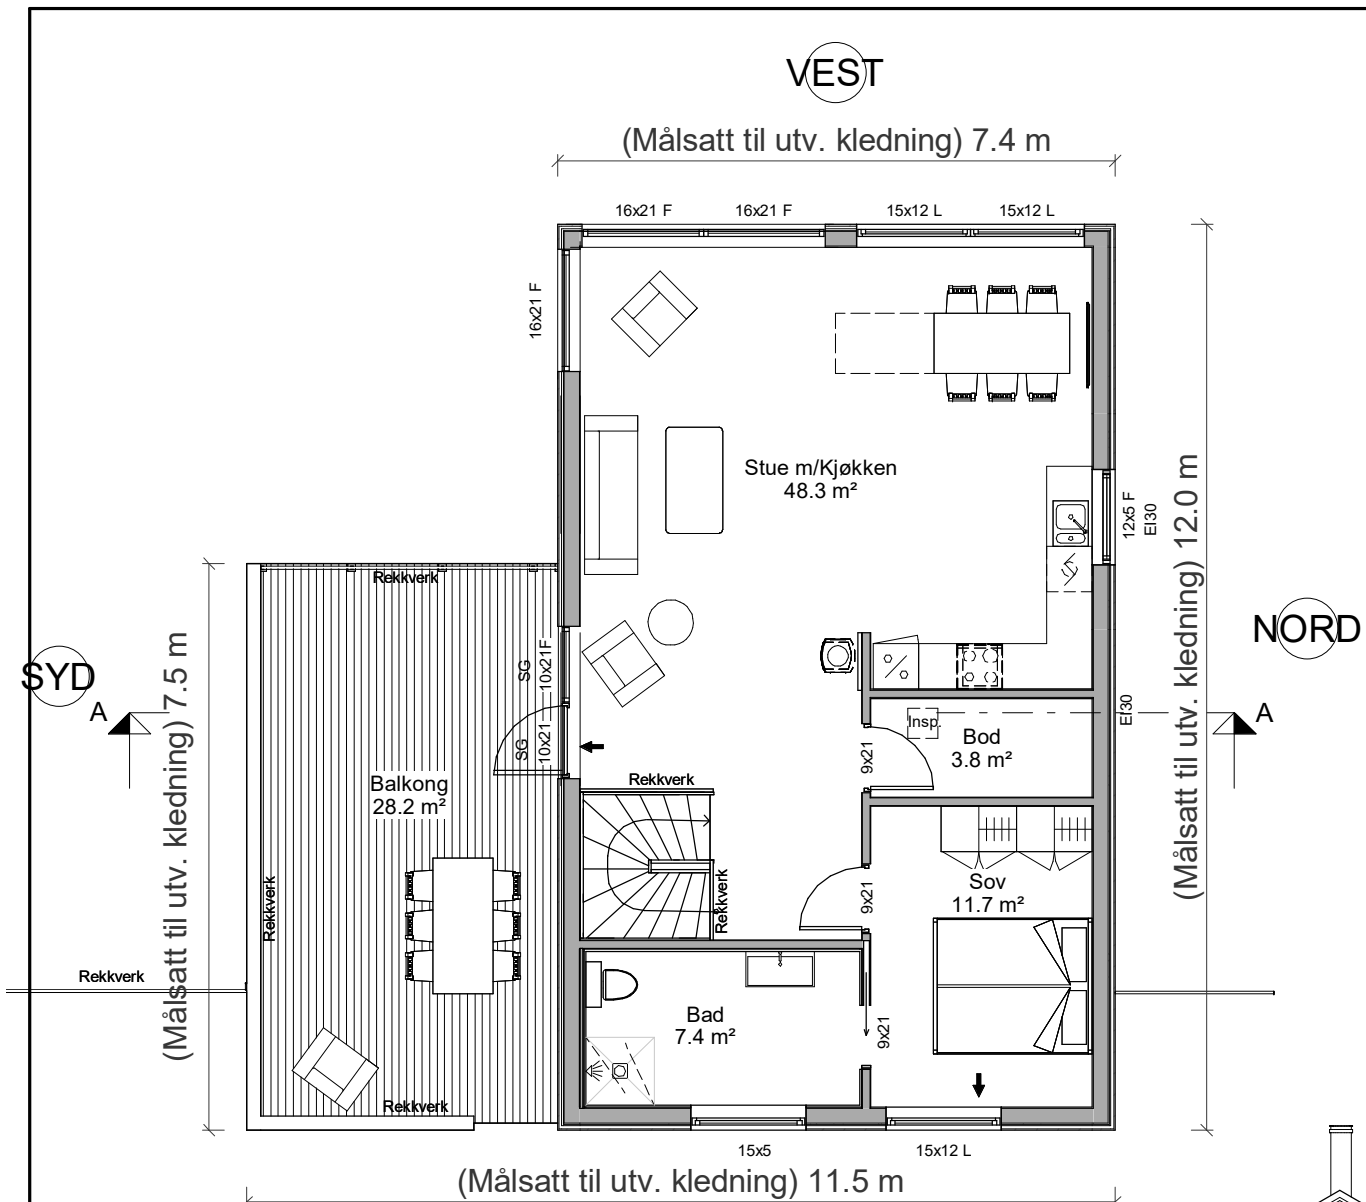 VEST
(Målsatt til utv. kledning) 7.4 m
16x21 F
16x21 F
15x12 L
15x12 L
16x21 F
Stue m/Kjøkken
48.3 m²
12x5 F
EI30
(Målsatt til utv. kledning) 12.0 m
NORD
SYD
(Målsatt til utv. kledning) 7.5 m
Rekkverk
SG
10x21F
SG
10x21
A
A
EI30
Insp.
Bod
3.8 m²
9x21
Balkong
28.2 m²
Rekkverk
Rekkverk
Sov
11.7 m²
9x21
Rekkverk
Rekkverk
Bad
7.4 m²
9x21
Rekkverk
15x5
15x12 L
(Målsatt til utv. kledning) 11.5 m